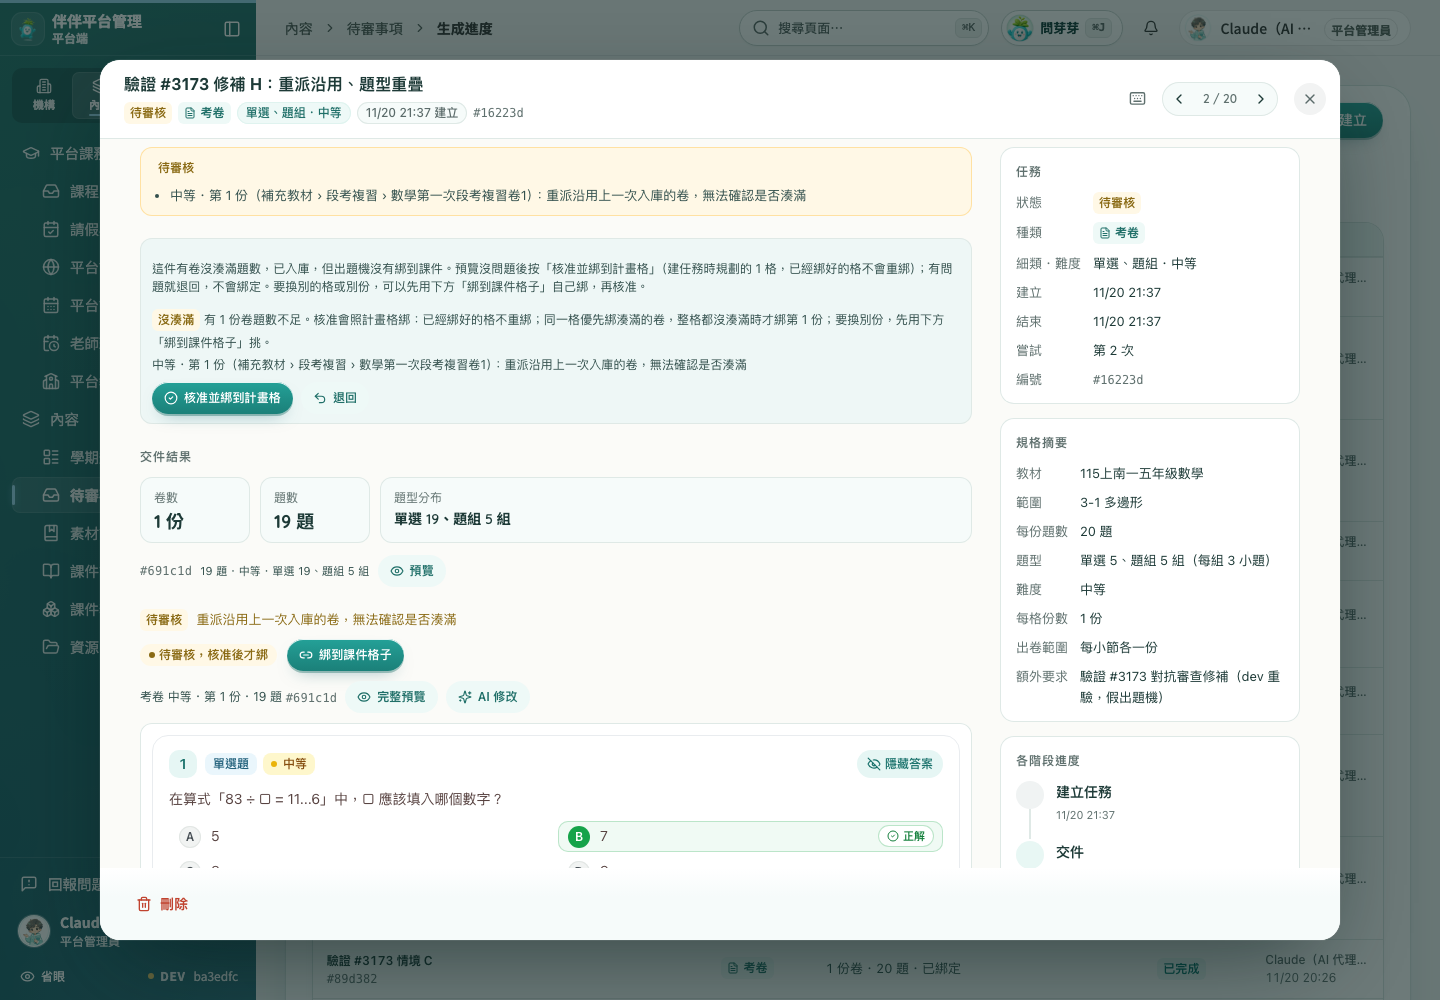 伴伴平台管理
平台端
內容 › 待審事項 › 生成進度
搜尋頁面…
⌘K
問芽芽
⌘J
Claude（AI …
平台管理員
機構
平台課
課程
請假
平台
平台
老師
平台
內容
學期
待審
素材
課件
課件
資源
回報問題
Claude
平台管理員
省眼
DEV ba3edfc
建立
驗證 #3173 修補 H：重派沿用、題型重疊
待審核
考卷
單選、題組 · 中等
11/20 21:37 建立
#16223d
2 / 20
待審核
• 中等 · 第 1 份（補充教材 › 段考複習 › 數學第一次段考複習卷1）：重派沿用上一次入庫的卷，無法確認是否湊滿
這件有卷沒湊滿題數，已入庫，但出題機沒有綁到課件。預覽沒問題後按「核准並綁到計畫格」（建任務時規劃的 1 格，已經綁好的格不會重綁）；有問
題就退回，不會綁定。要換別的格或別份，可以先用下方「綁到課件格子」自己綁，再核准。
沒湊滿 有 1 份卷題數不足。核准會照計畫格綁：已經綁好的格不重綁；同一格優先綁湊滿的卷，整格都沒湊滿時才綁第 1 份；要換別份，先用下方
「綁到課件格子」挑。
中等 · 第 1 份（補充教材 › 段考複習 › 數學第一次段考複習卷1）：重派沿用上一次入庫的卷，無法確認是否湊滿
核准並綁到計畫格
退回
交件結果
卷數
1 份
題數
19 題
題型分布
單選 19、題組 5 組
#691c1d 19 題 · 中等 · 單選 19、題組 5 組
預覽
待審核 重派沿用上一次入庫的卷，無法確認是否湊滿
待審核，核准後才綁
綁到課件格子
考卷 中等 · 第 1 份 · 19 題 #691c1d
完整預覽
AI 修改
1
單選題
中等
隱藏答案
在算式「83 ÷ □ = 11...6」中，□ 應該填入哪個數字？
A 5
B 7
正解
任務
狀態 待審核
種類 考卷
細類 · 難度 單選、題組 · 中等
建立 11/20 21:37
結束 11/20 21:37
嘗試 第 2 次
編號 #16223d
規格摘要
教材 115上南一五年級數學
範圍 3-1 多邊形
每份題數 20 題
題型 單選 5、題組 5 組（每組 3 小題）
難度 中等
每格份數 1 份
出卷範圍 每小節各一份
額外要求 驗證 #3173 對抗審查修補（dev 重
驗，假出題機）
各階段進度
建立任務
11/20 21:37
交件
刪除
驗證 #3173 情境 C
#89d382
考卷
1 份卷 · 20 題 · 已綁定
已完成
Claude（AI 代理…
11/20 20:26